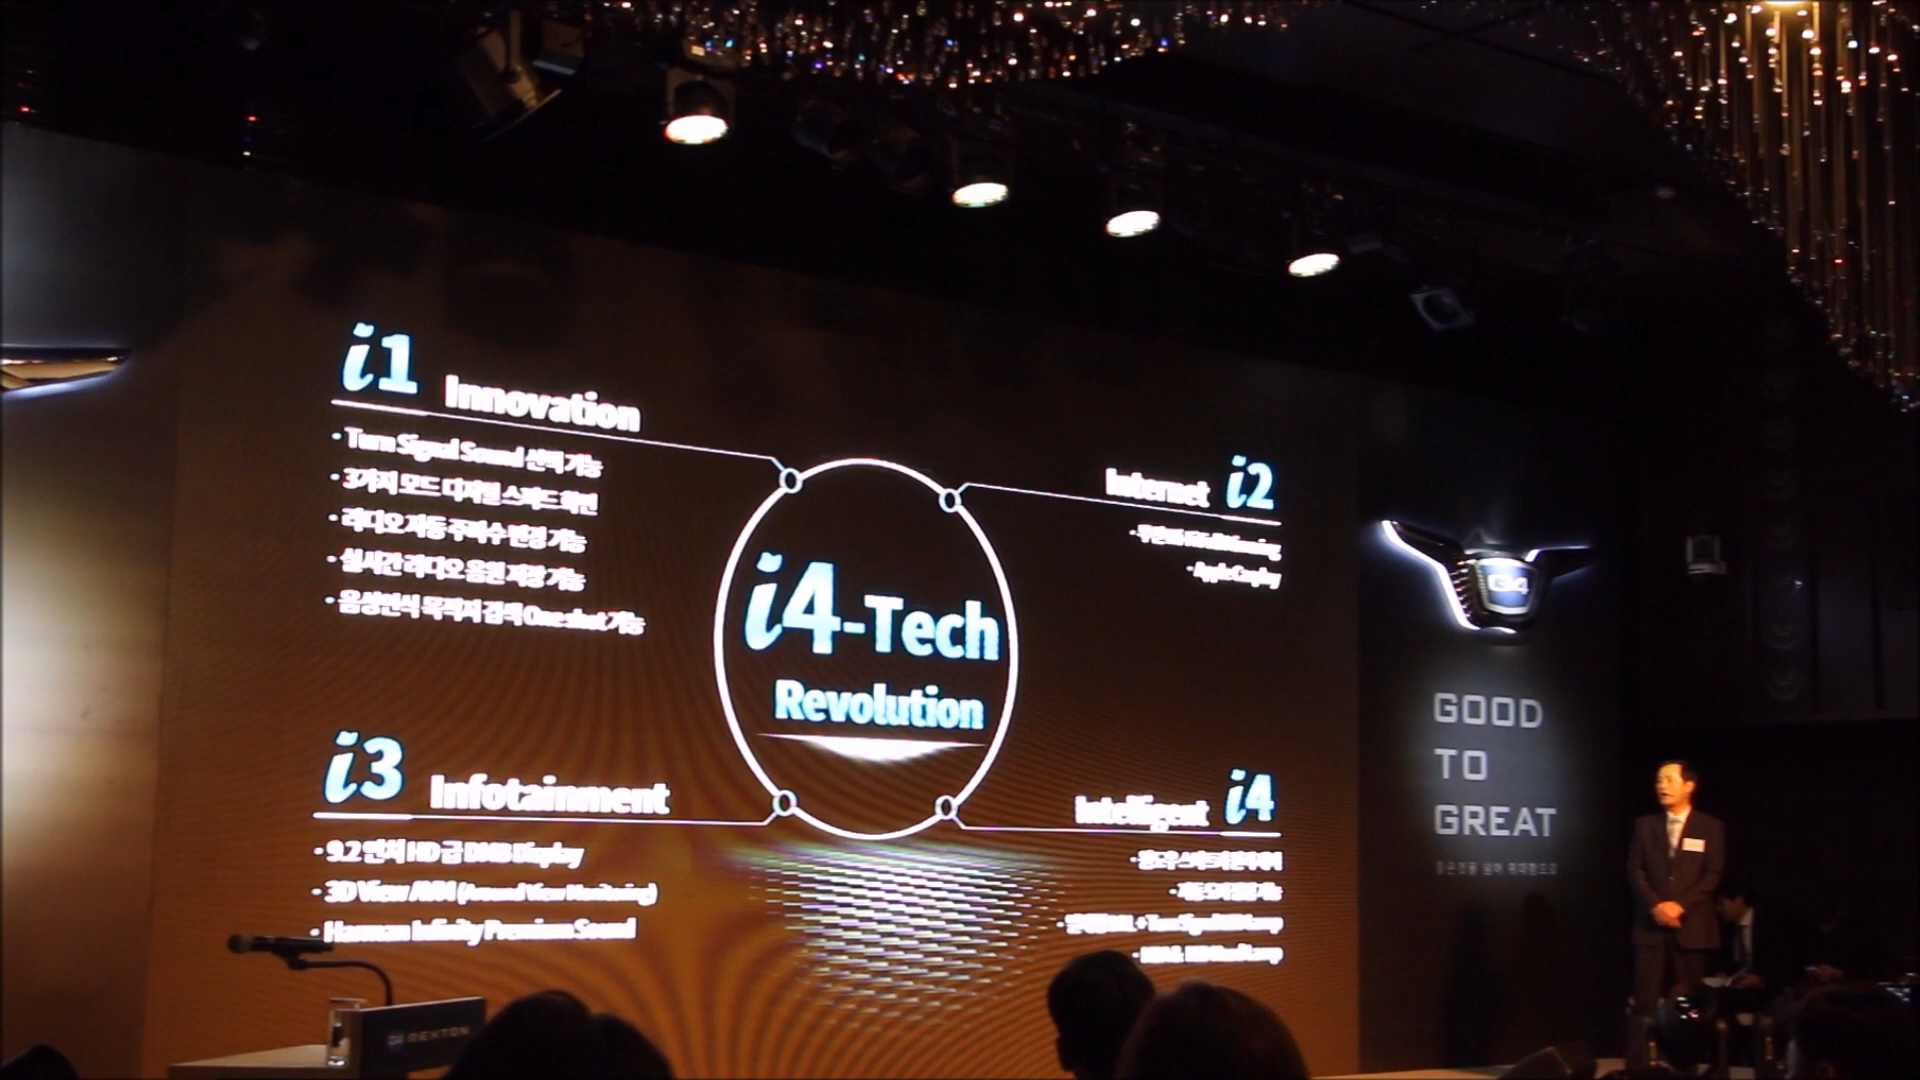 i1 Innovation
· Turn Signal Sound 선택 기능
· 3가지 모드 디지털 스피드 화면
· 라디오 자동 주파수 변경 기능
· 실시간 라디오 음원 저장 기능
· 음성인식 목적지 검색 One shot 기능
Internet i2
· Apple Carplay
i4-Tech
Revolution
i3 Infotainment
· 9.2인치 HD급 DMB Display
· 3D View AVM (Around View Monitoring)
· Harman Infinity Premium Sound
Intelligent i4
G4
GOOD
TO
GREAT
G4 REXTON